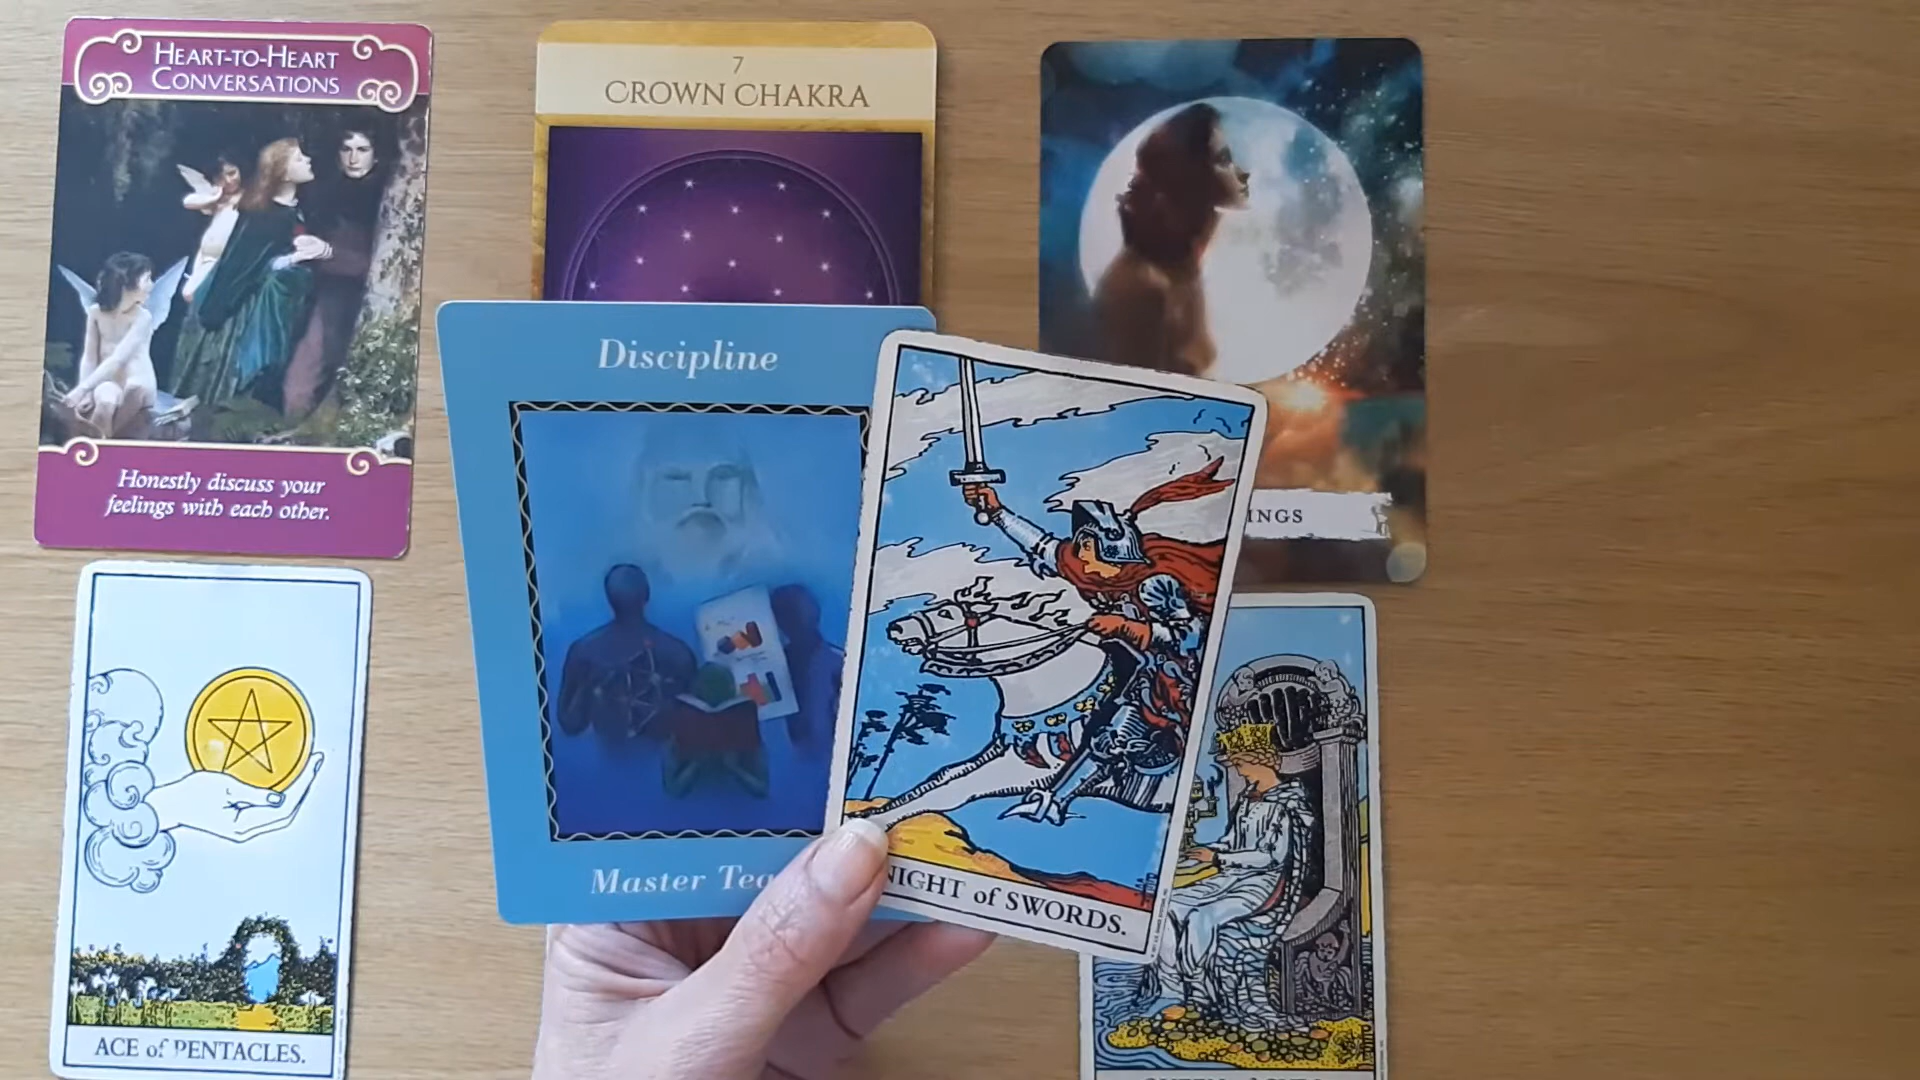 HEART-TO-HEART
CONVERSATIONS
Honestly discuss your
feelings with each other.
7
CROWN CHAKRA
INGS
Discipline
Master Tea
NIGHT of SWORDS.
ACE of PENTACLES.